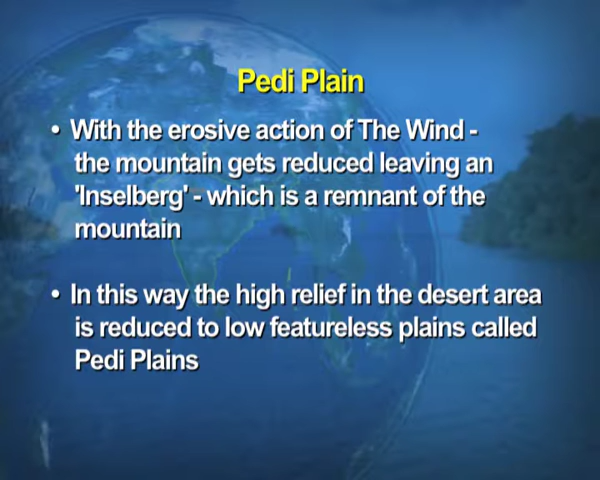 Pedi Plain
• With the erosive action of The Wind -
the mountain gets reduced leaving an
'Inselberg' - which is a remnant of the
mountain
• In this way the high relief in the desert area
is reduced to low featureless plains called
Pedi Plains